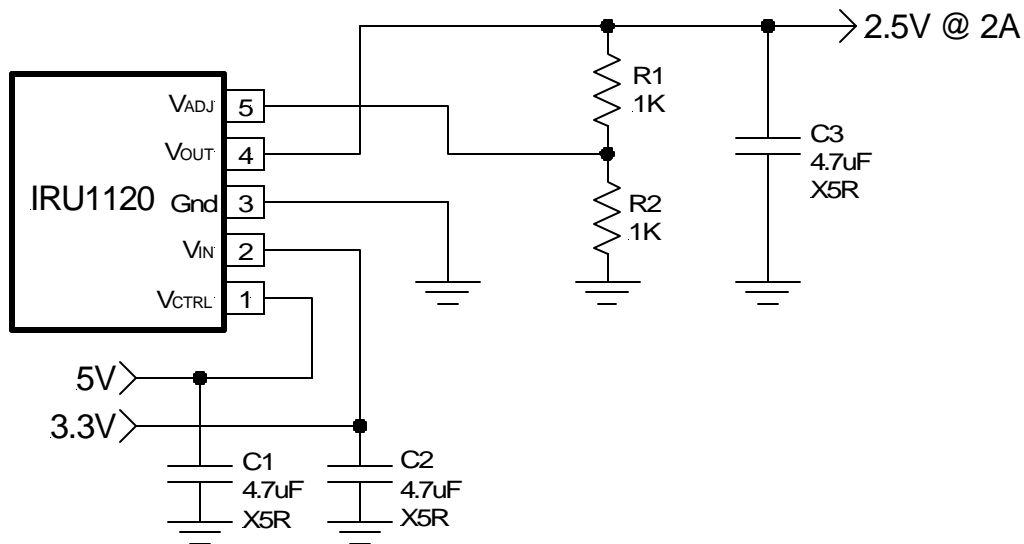 2.5V @ 2A
R1
1K
VADJ 5
VOUT 4
C3
4.7uF
X5R
IRU1120
Gnd 3
R2
1K
VIN 2
VCTRL 1
5V
3.3V
C1
4.7uF
X5R
C2
4.7uF
X5R